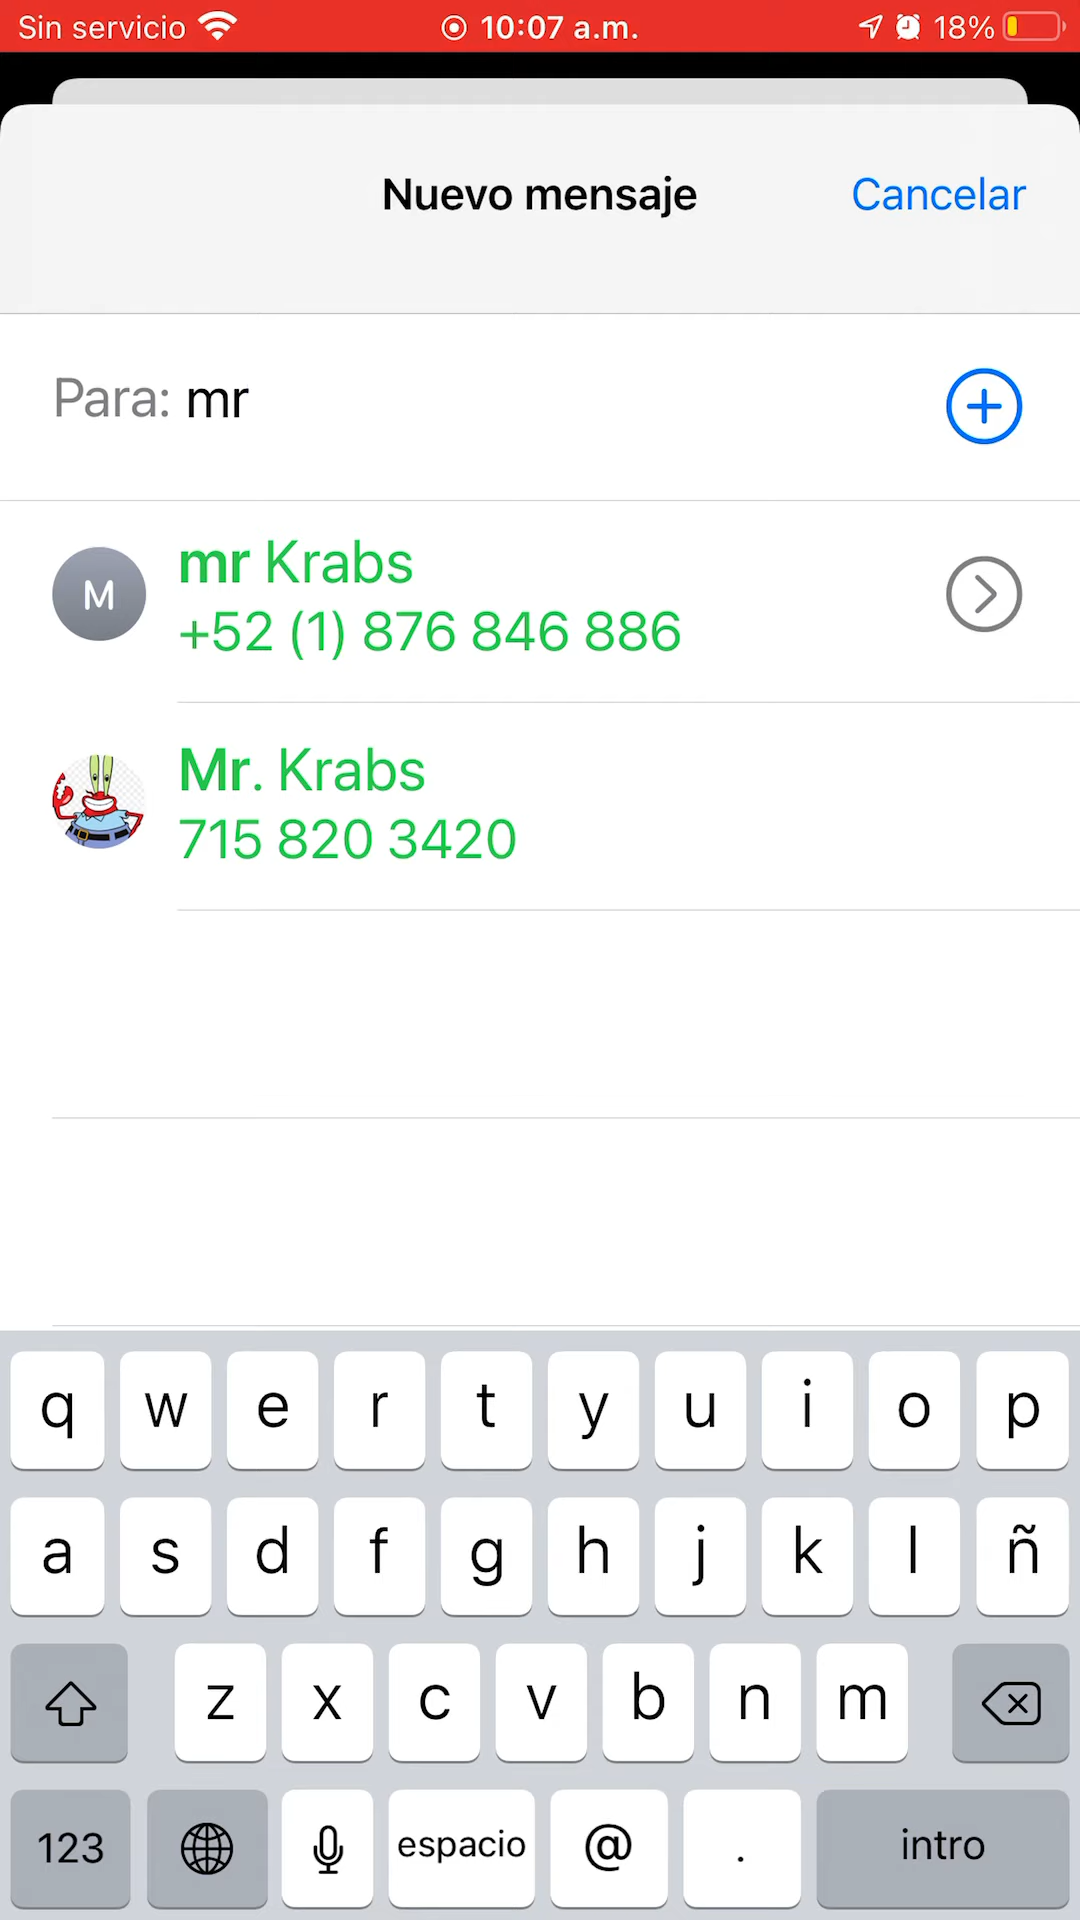 Sin servicio 10:07 a.m. 18%
Nuevo mensaje Cancelar
Para: mr
M
mr Krabs
+52 (1) 876 846 886
Mr. Krabs
715 820 3420
q w e r t y u i o p
a s d f g h j k l ñ
z x c v b n m
123 espacio @ . intro